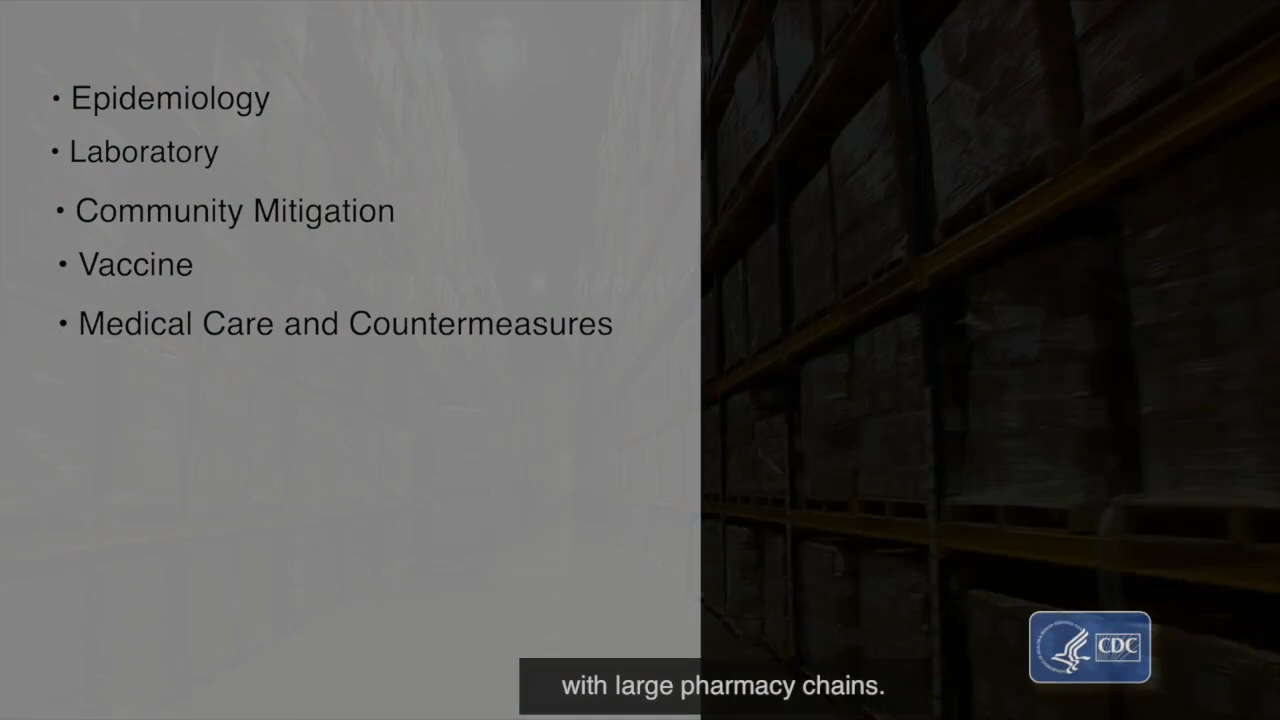 • Epidemiology
• Laboratory
• Community Mitigation
• Vaccine
• Medical Care and Countermeasures
CDC
with large pharmacy chains.